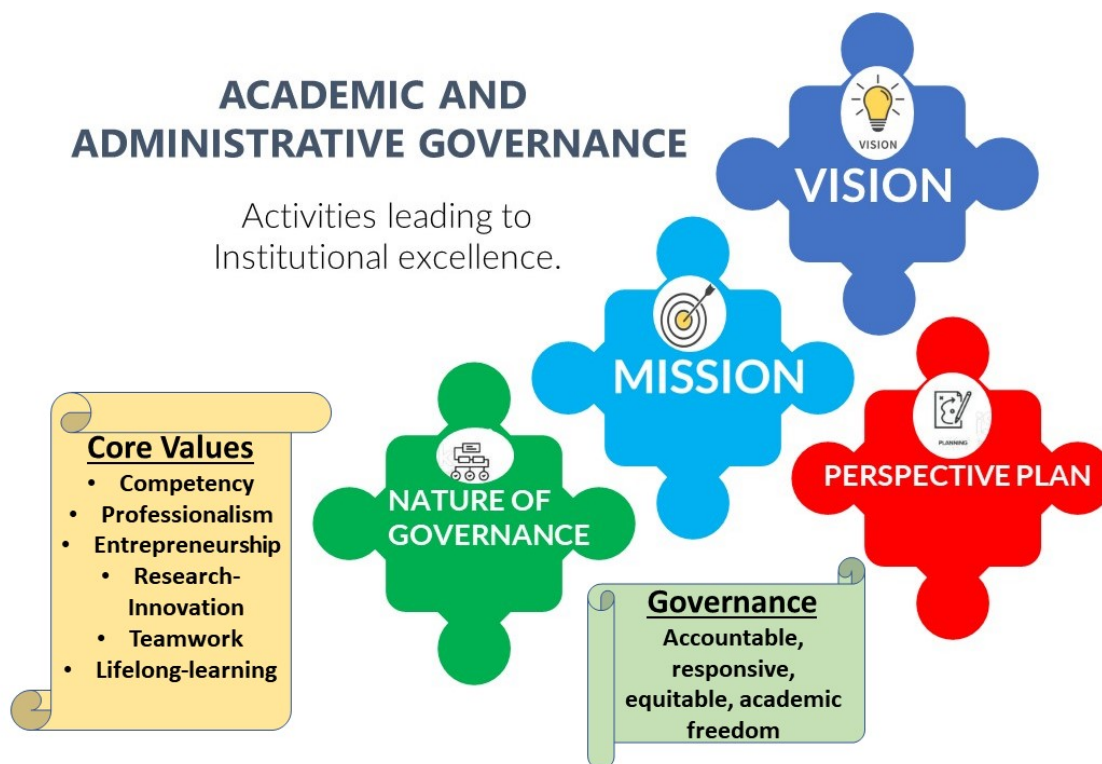 ACADEMIC AND
ADMINISTRATIVE GOVERNANCE
Activities leading to
Institutional excellence.
VISION
VISION
MISSION
PLANNING
PERSPECTIVE PLAN
NATURE OF
GOVERNANCE
Core Values
• Competency
• Professionalism
• Entrepreneurship
• Research-
Innovation
• Teamwork
• Lifelong-learning
Governance
Accountable,
responsive,
equitable, academic
freedom